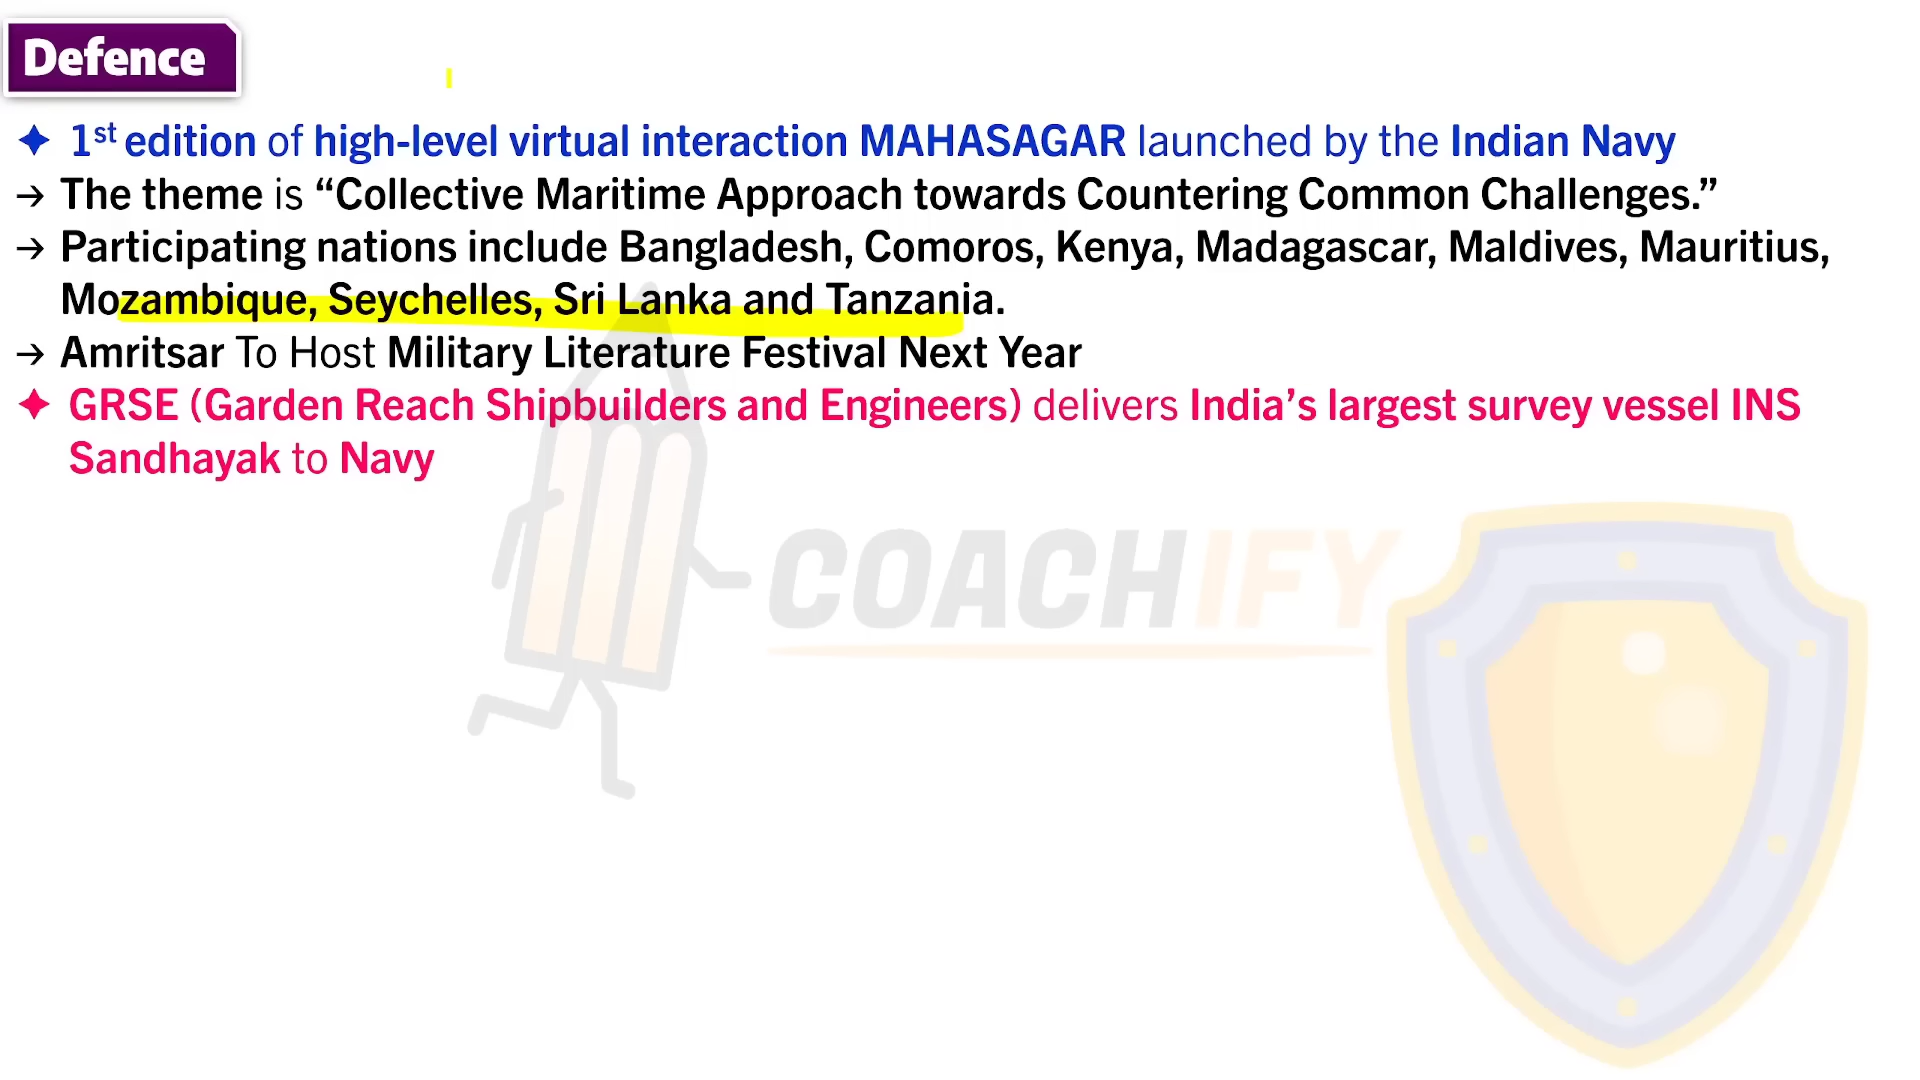 Defence
✦ 1st edition of high-level virtual interaction MAHASAGAR launched by the Indian Navy
→ The theme is “Collective Maritime Approach towards Countering Common Challenges.”
→ Participating nations include Bangladesh, Comoros, Kenya, Madagascar, Maldives, Mauritius,
Mozambique, Seychelles, Sri Lanka and Tanzania.
→ Amritsar To Host Military Literature Festival Next Year
✦ GRSE (Garden Reach Shipbuilders and Engineers) delivers India’s largest survey vessel INS
Sandhayak to Navy
COACHIFY